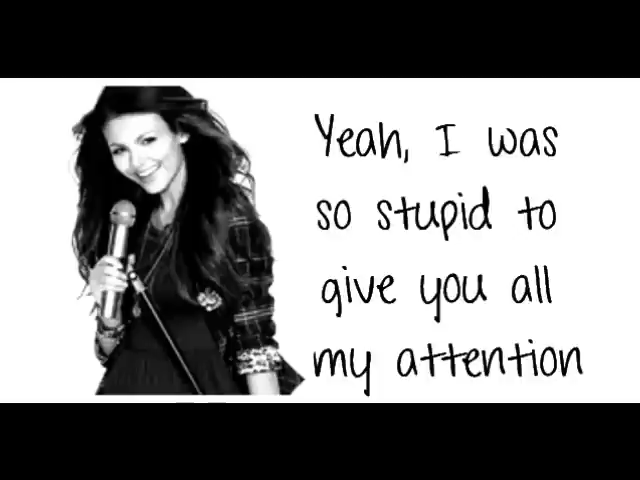 Yeah, I was
so stupid to
give you all
my attention